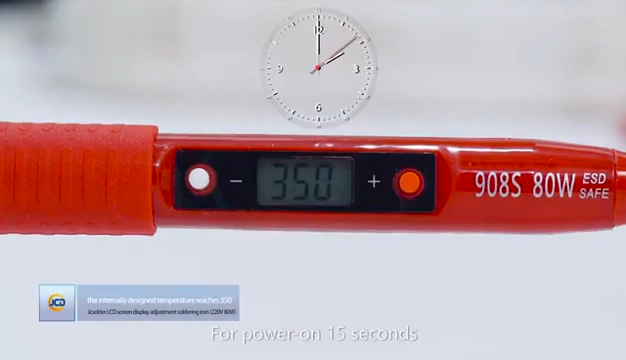 12
3
6
9
350
− +
908S 80W ESD SAFE
JCD
the internally designed temperature reaches 350
Jcsolder.LCD screen display adjustment soldering iron (220V 80W)
For power-on 15 seconds